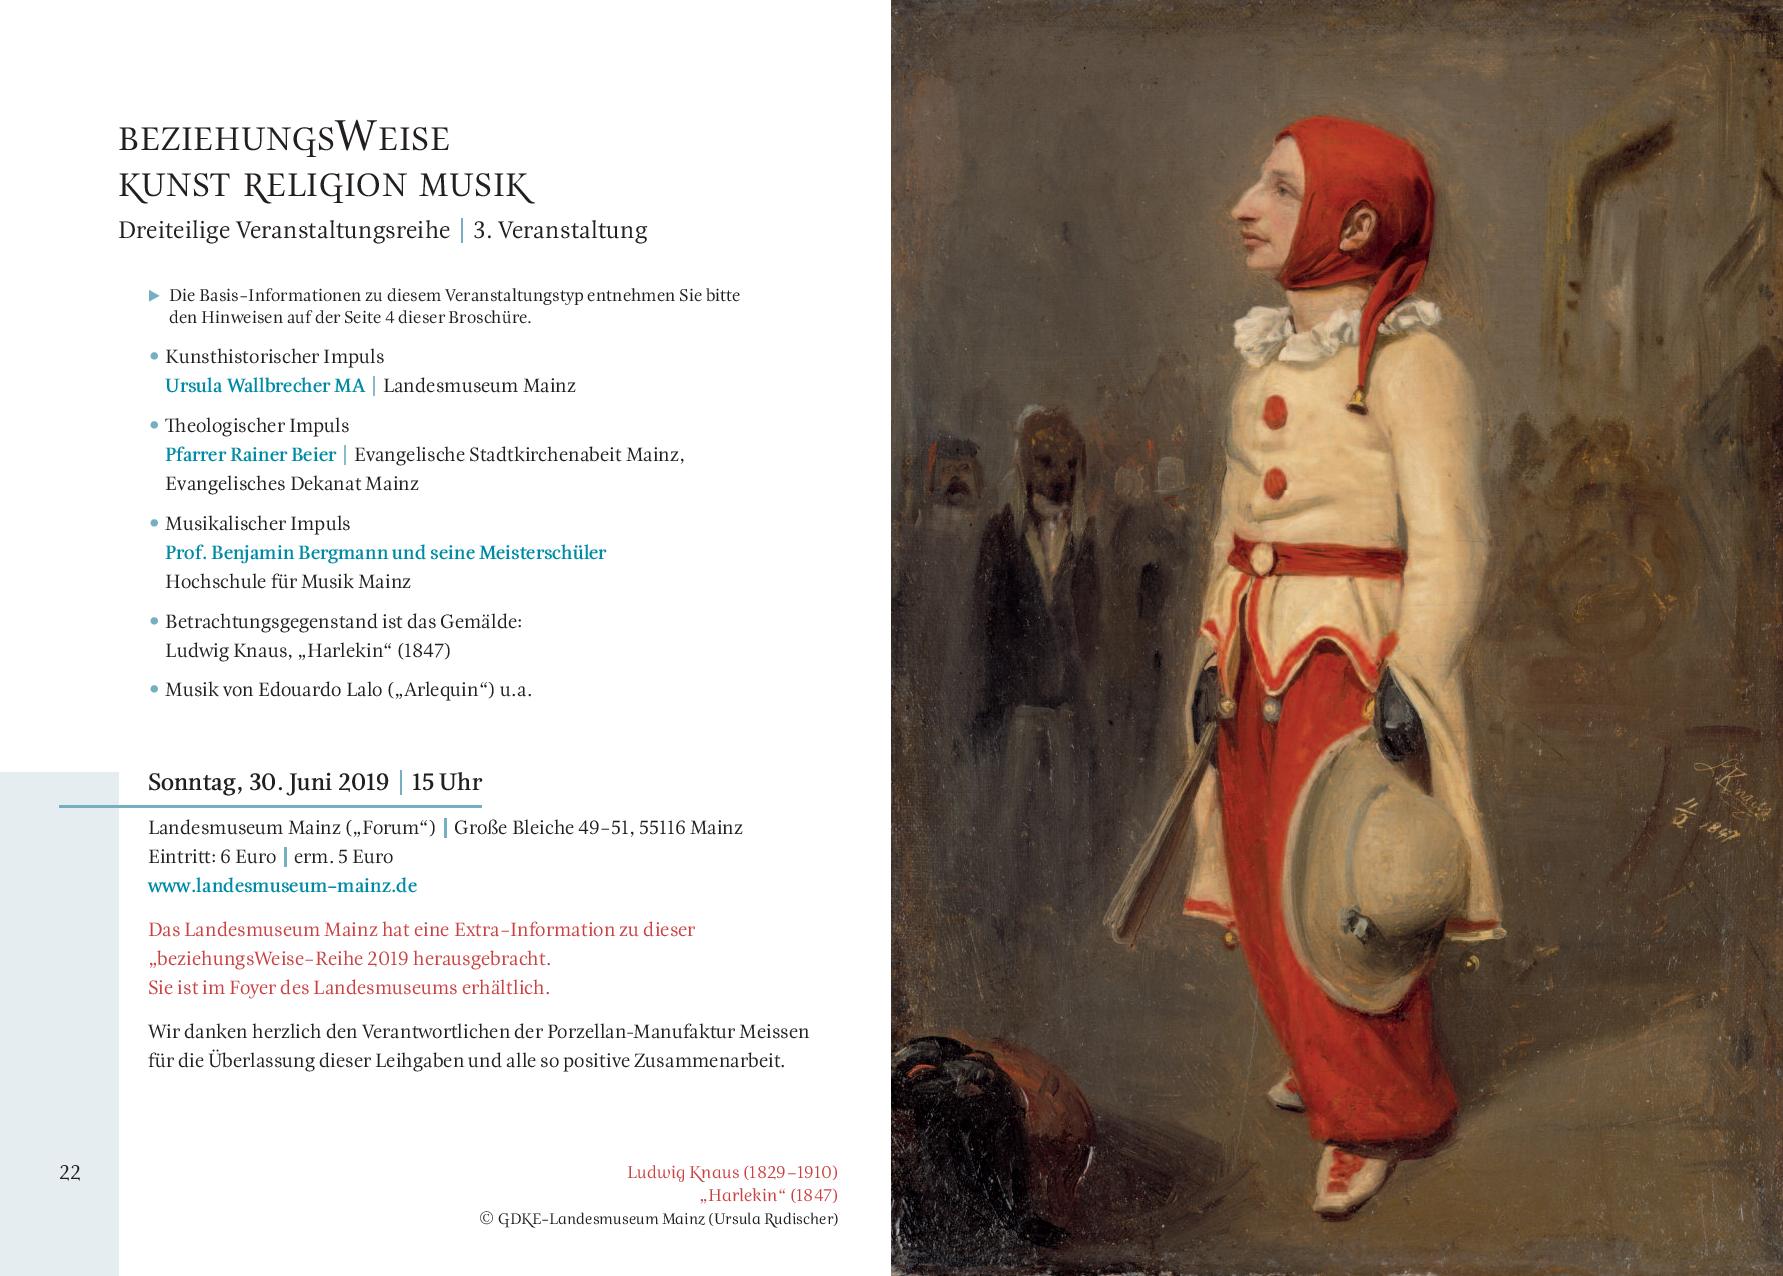 BEZIEHUNGSWEISE
KUNST RELIGION MUSIK
Dreiteilige Veranstaltungsreihe | 3. Veranstaltung
▶ Die Basis-Informationen zu diesem Veranstaltungstyp entnehmen Sie bitte
den Hinweisen auf der Seite 4 dieser Broschüre.
• Kunsthistorischer Impuls
Ursula Wallbrecher MA | Landesmuseum Mainz
• Theologischer Impuls
Pfarrer Rainer Beier | Evangelische Stadtkirchenabeit Mainz,
Evangelisches Dekanat Mainz
• Musikalischer Impuls
Prof. Benjamin Bergmann und seine Meisterschüler
Hochschule für Musik Mainz
• Betrachtungsgegenstand ist das Gemälde:
Ludwig Knaus, „Harlekin“ (1847)
• Musik von Edouardo Lalo („Arlequin“) u.a.
Sonntag, 30. Juni 2019 | 15 Uhr
Landesmuseum Mainz („Forum“) | Große Bleiche 49-51, 55116 Mainz
Eintritt: 6 Euro | erm. 5 Euro
www.landesmuseum-mainz.de
Das Landesmuseum Mainz hat eine Extra-Information zu dieser
„beziehungsWeise-Reihe 2019 herausgebracht.
Sie ist im Foyer des Landesmuseums erhältlich.
Wir danken herzlich den Verantwortlichen der Porzellan-Manufaktur Meissen
für die Überlassung dieser Leihgaben und alle so positive Zusammenarbeit.
22
Ludwig Knaus (1829–1910)
„Harlekin“ (1847)
© GDKE-Landesmuseum Mainz (Ursula Rudischer)
L Knaus
11/2 1847